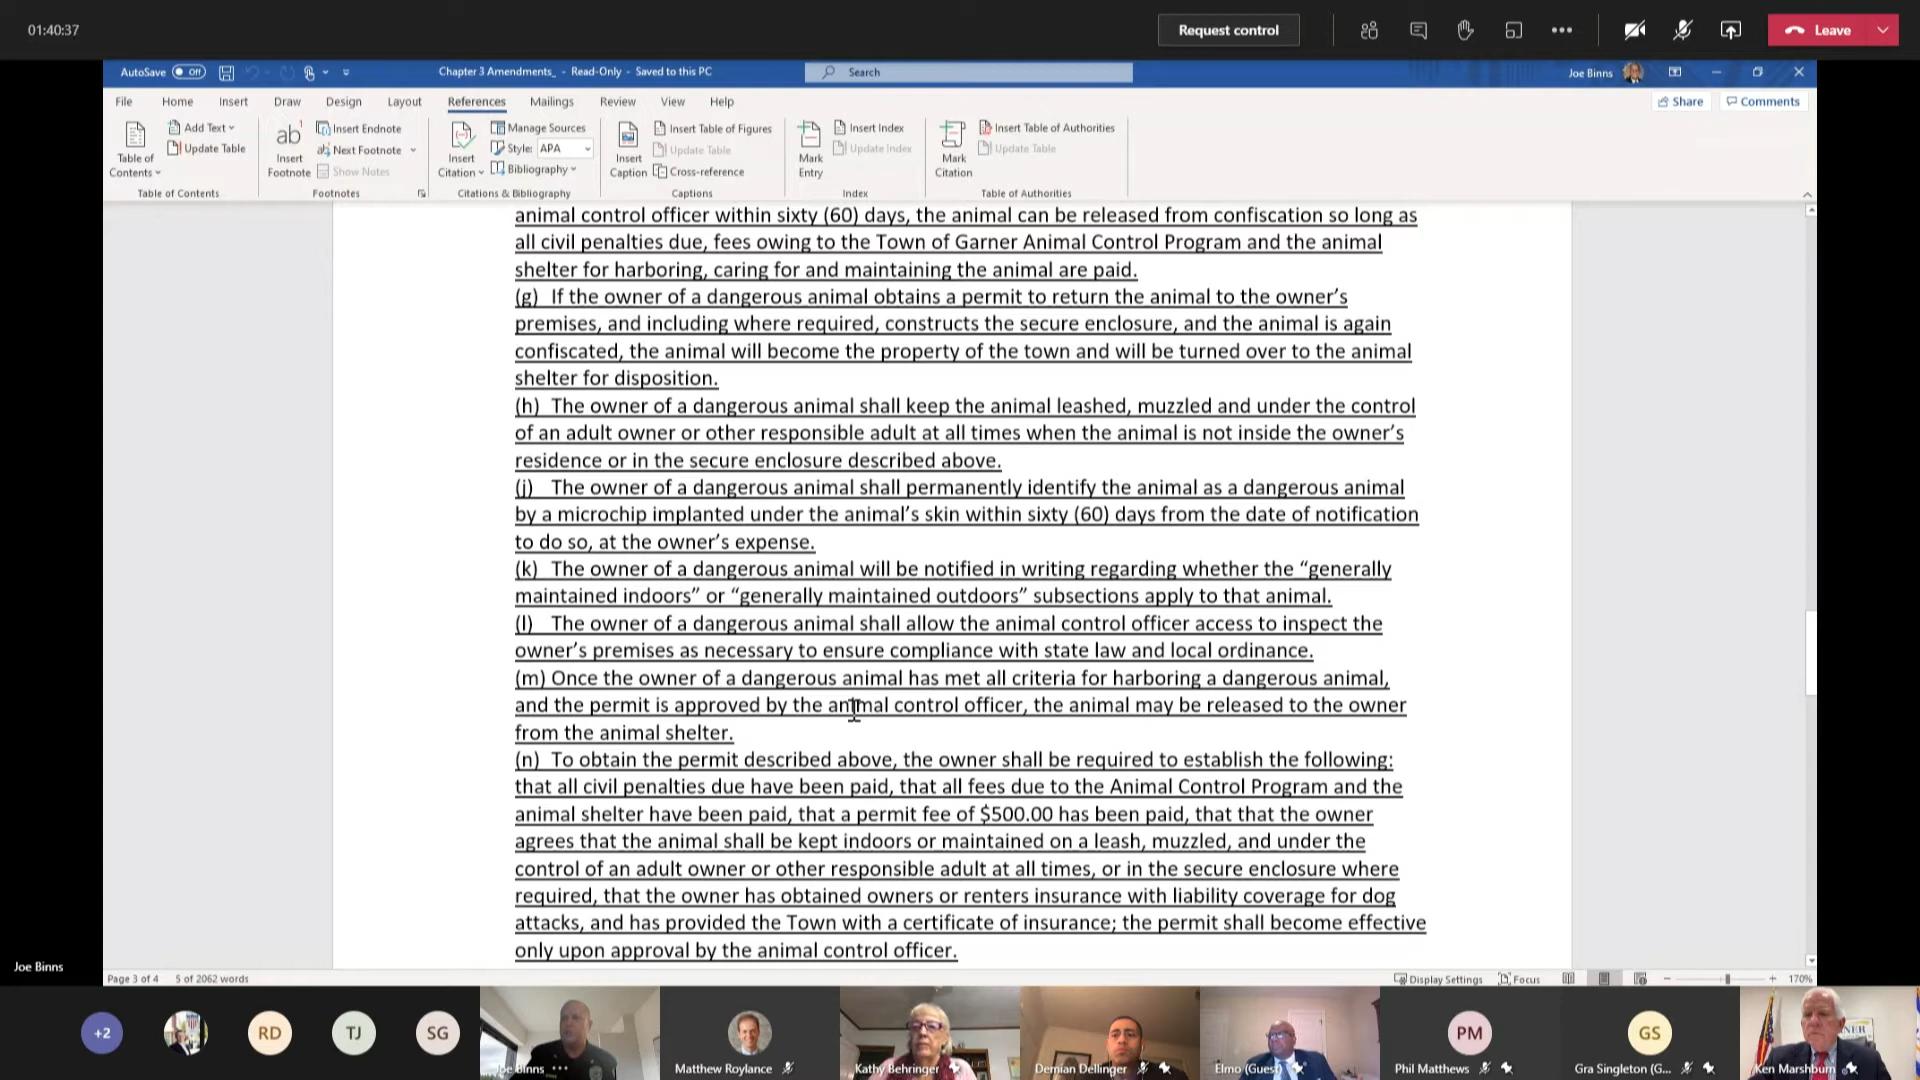 01:40:37
Request control
Leave
AutoSave Off
Chapter 3 Amendments_ - Read-Only - Saved to this PC
Search
Joe Binns
File Home Insert Draw Design Layout References Mailings Review View Help
Share Comments
Table of Contents
Add Text
Update Table
Table of Contents
ab
Insert Footnote
Insert Endnote
Next Footnote
Show Notes
Footnotes
Insert Citation
Manage Sources
Style: APA
Bibliography
Citations & Bibliography
Insert Caption
Insert Table of Figures
Update Table
Cross-reference
Captions
Mark Entry
Insert Index
Update Index
Index
Mark Citation
Insert Table of Authorities
Update Table
Table of Authorities
animal control officer within sixty (60) days, the animal can be released from confiscation so long as
all civil penalties due, fees owing to the Town of Garner Animal Control Program and the animal
shelter for harboring, caring for and maintaining the animal are paid.
(g) If the owner of a dangerous animal obtains a permit to return the animal to the owner's
premises, and including where required, constructs the secure enclosure, and the animal is again
confiscated, the animal will become the property of the town and will be turned over to the animal
shelter for disposition.
(h) The owner of a dangerous animal shall keep the animal leashed, muzzled and under the control
of an adult owner or other responsible adult at all times when the animal is not inside the owner's
residence or in the secure enclosure described above.
(j) The owner of a dangerous animal shall permanently identify the animal as a dangerous animal
by a microchip implanted under the animal's skin within sixty (60) days from the date of notification
to do so, at the owner's expense.
(k) The owner of a dangerous animal will be notified in writing regarding whether the "generally
maintained indoors" or "generally maintained outdoors" subsections apply to that animal.
(l) The owner of a dangerous animal shall allow the animal control officer access to inspect the
owner's premises as necessary to ensure compliance with state law and local ordinance.
(m) Once the owner of a dangerous animal has met all criteria for harboring a dangerous animal,
and the permit is approved by the animal control officer, the animal may be released to the owner
from the animal shelter.
(n) To obtain the permit described above, the owner shall be required to establish the following:
that all civil penalties due have been paid, that all fees due to the Animal Control Program and the
animal shelter have been paid, that a permit fee of $500.00 has been paid, that that the owner
agrees that the animal shall be kept indoors or maintained on a leash, muzzled, and under the
control of an adult owner or other responsible adult at all times, or in the secure enclosure where
required, that the owner has obtained owners or renters insurance with liability coverage for dog
attacks, and has provided the Town with a certificate of insurance; the permit shall become effective
only upon approval by the animal control officer.
Joe Binns
Page 3 of 4 5 of 2062 words
Display Settings Focus 170%
+2 RD TJ SG PM GS
Joe Binns Matthew Roylance Kathy Behringer Demian Dellinger Elmo (Guest) Phil Matthews Gra Singleton (G... Ken Marshburn